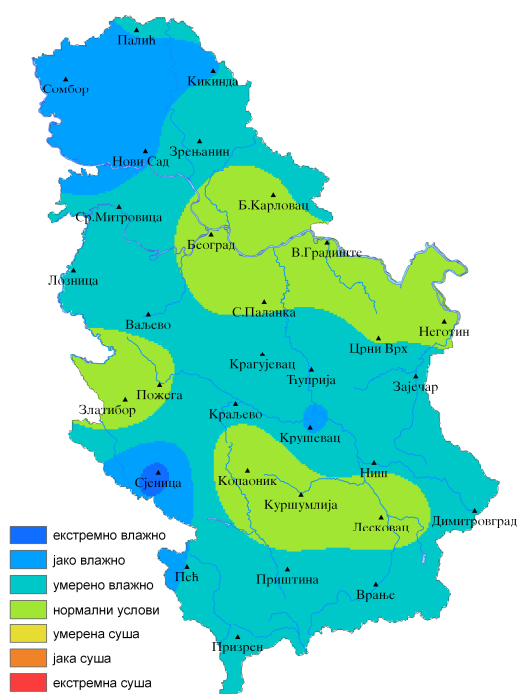 Палић
Сомбор
Кикинда
Зрењанин
Нови Сад
Б.Карловац
Ср.Митровица
Београд
В.Градиште
Лозница
С.Паланка
Ваљево
Неготин
Црни Врх
Крагујевац
Ћуприја
Зајечар
Пожега
Златибор
Краљево
Крушевац
Ниш
Копаоник
Сјеница
Куршумлија
Лесковац
Димитровград
Пећ
Приштина
Врање
Призрен
екстремно влажно
јако влажно
умерено влажно
нормални услови
умерена суша
јака суша
екстремна суша